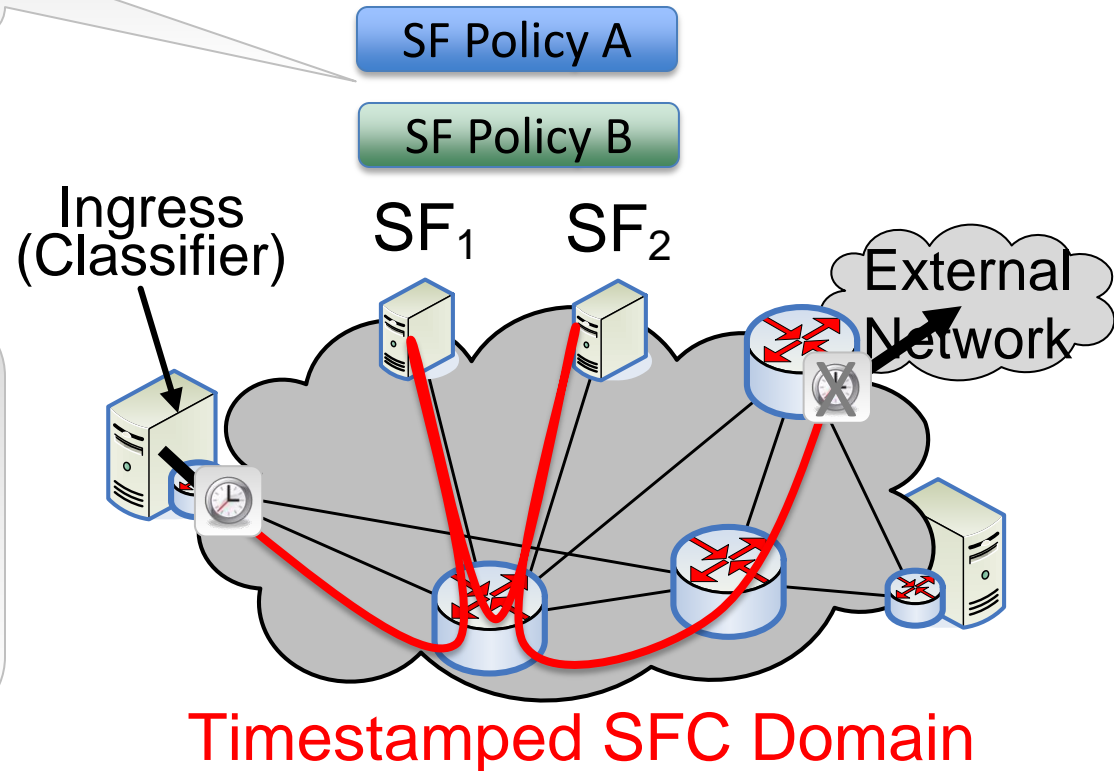 SF Policy A
SF Policy B
Ingress
(Classifier)
SF₁
SF₂
External
Network
Timestamped SFC Domain